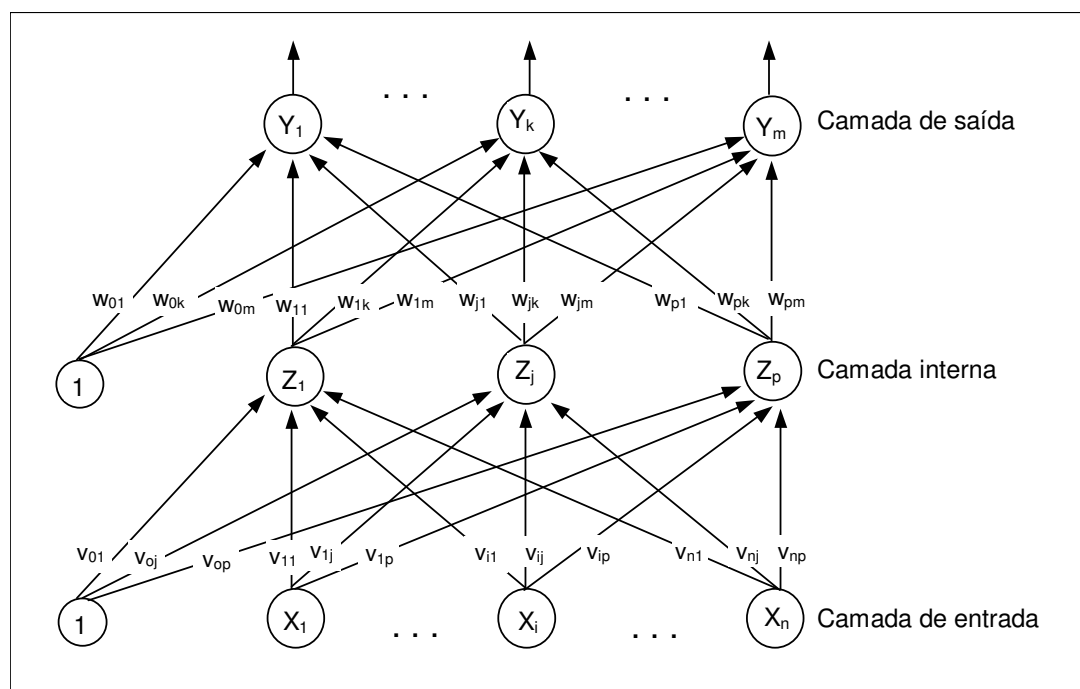 . . .
. . .
Y₁
Yₖ
Yₘ
Camada de saída
w₀₁
w₀ₖ
w₀ₘ
w₁₁
w₁ₖ
w₁ₘ
wⱼ₁
wⱼₖ
wⱼₘ
wₚ₁
wₚₖ
wₚₘ
1
Z₁
Zⱼ
Zₚ
Camada interna
v₀₁
vₒⱼ
vₒₚ
v₁₁
v₁ⱼ
v₁ₚ
vᵢ₁
vᵢⱼ
vᵢₚ
vₙ₁
vₙⱼ
vₙₚ
1
X₁
. . .
Xᵢ
. . .
Xₙ
Camada de entrada